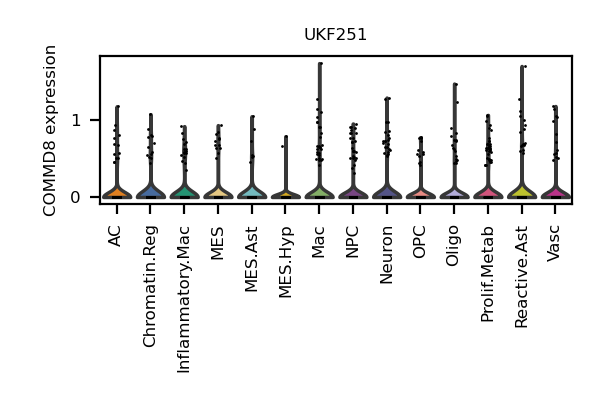 UKF251
COMMD8 expression
1
0
AC
Chromatin.Reg
Inflammatory.Mac
MES
MES.Ast
MES.Hyp
Mac
NPC
Neuron
OPC
Oligo
Prolif.Metab
Reactive.Ast
Vasc